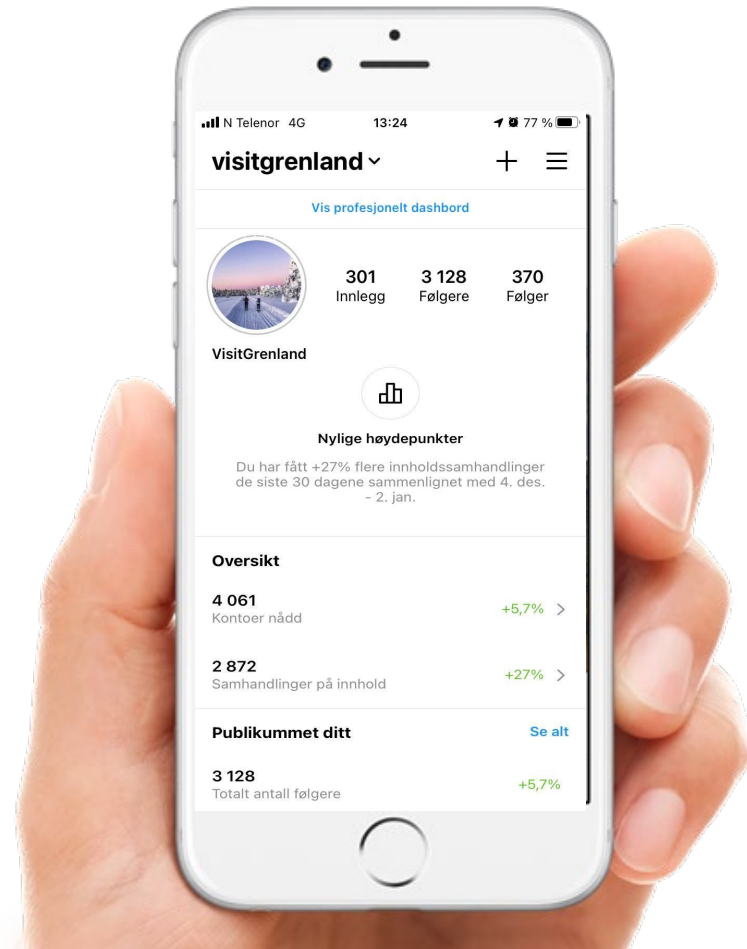 N Telenor 4G 13:24 77 %
visitgrenland
Vis profesjonelt dashbord
301 3 128 370
Innlegg Følgere Følger
VisitGrenland
Nylige høydepunkter
Du har fått +27% flere innholdssamhandlinger
de siste 30 dagene sammenlignet med 4. des.
- 2. jan.
Oversikt
4 061
Kontoer nådd
+5,7%
2 872
Samhandlinger på innhold
+27%
Publikummet ditt Se alt
3 128
Totalt antall følgere
+5,7%